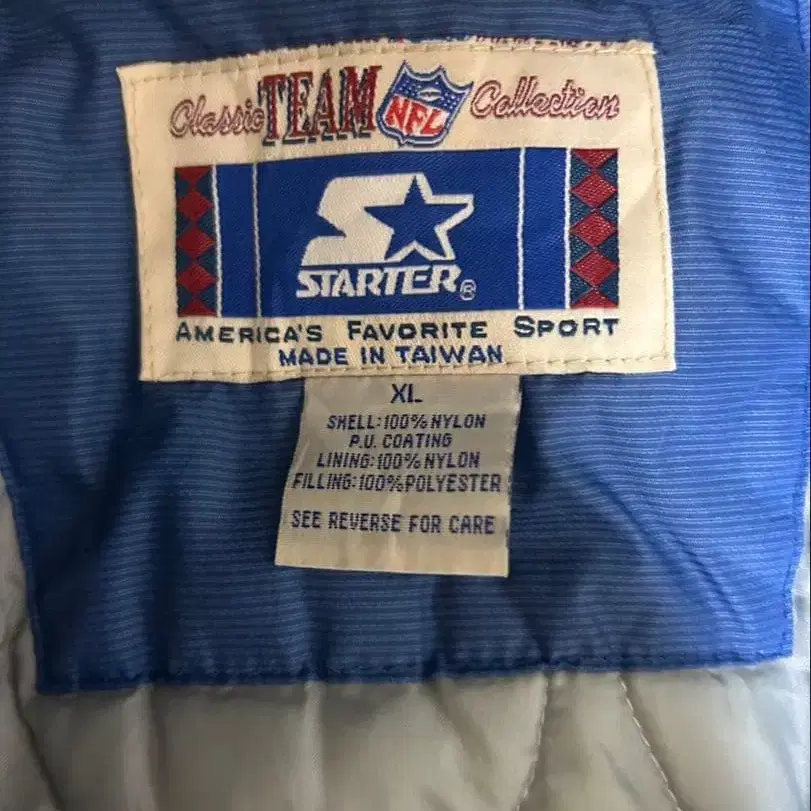 Classic TEAM NFL Collection
STARTER®
AMERICA'S FAVORITE SPORT
MADE IN TAIWAN
XL
SHELL:100% NYLON
P.U. COATING
LINING:100% NYLON
FILLING:100%POLYESTER
SEE REVERSE FOR CARE